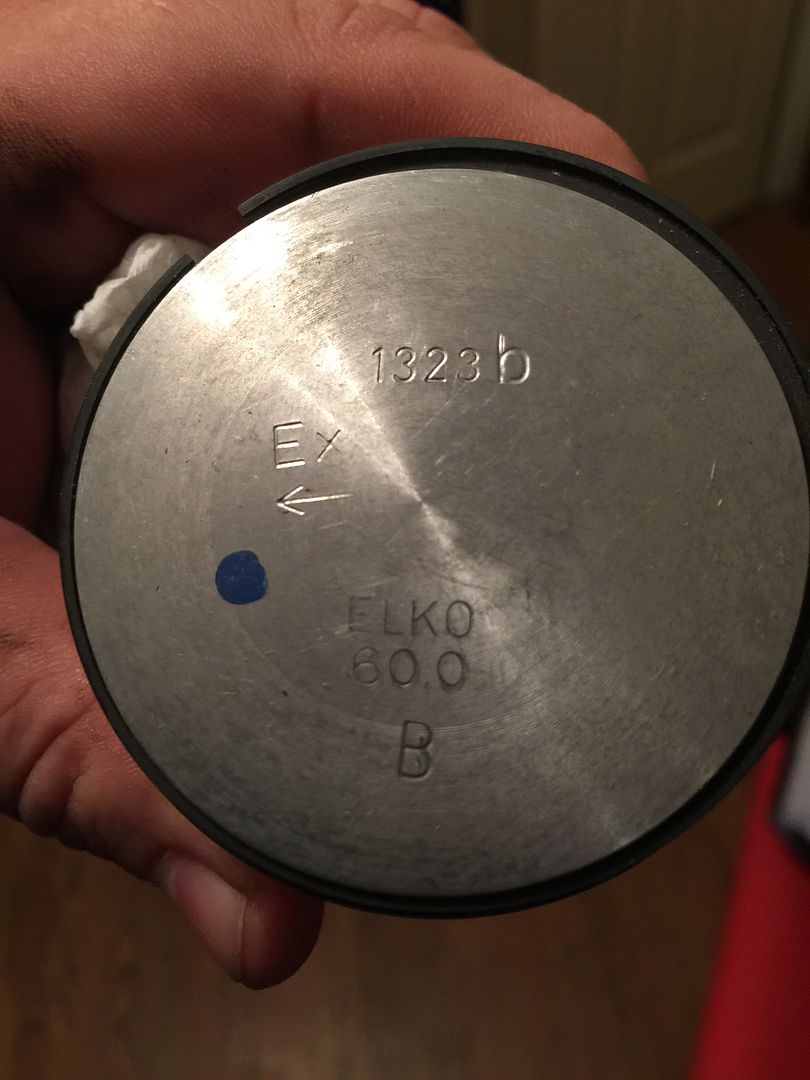 1323 b
Ex
←
ELKO
60.0
B